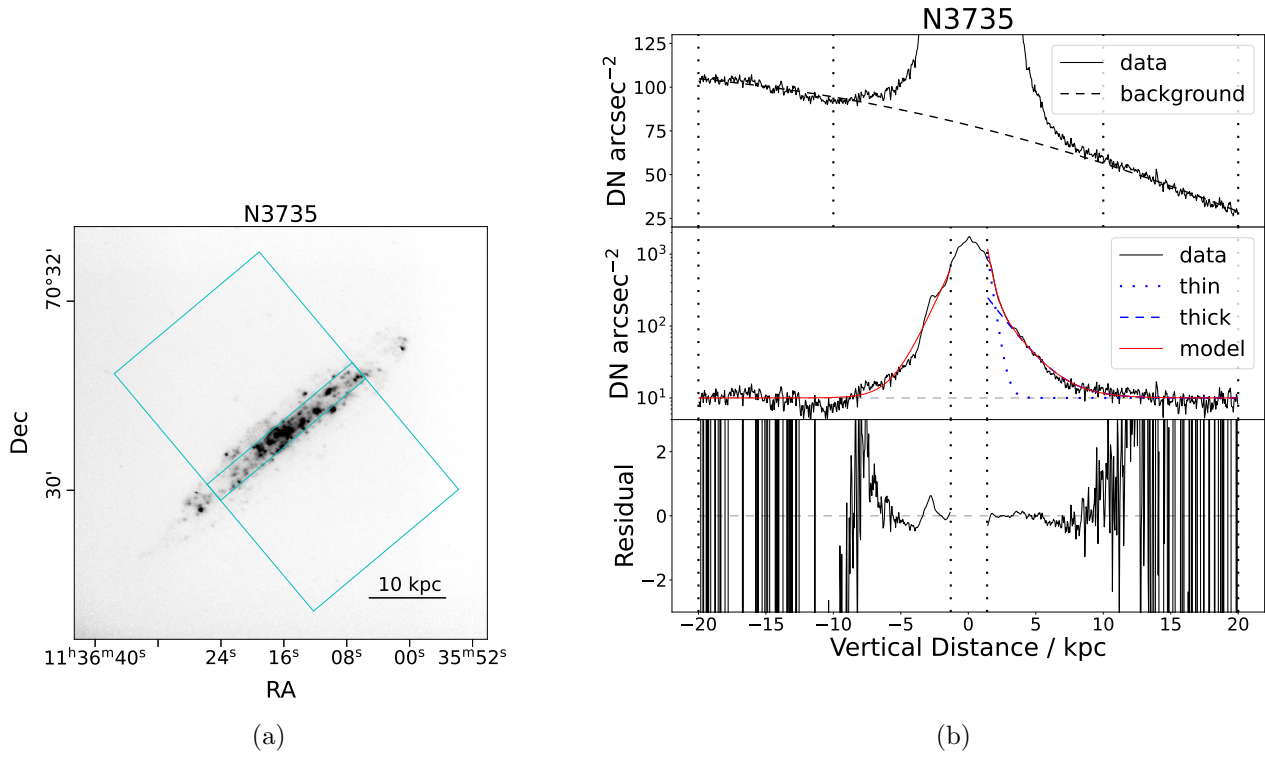 N3735
70°32'
30'
Dec
10 kpc
11ʰ36ᵐ40ˢ 24ˢ 16ˢ 08ˢ 00ˢ 35ᵐ52ˢ
RA
(a)
N3735
125
100
75
50
25
DN arcsec⁻²
data
background
10³
10²
10¹
DN arcsec⁻²
data
thin
thick
model
2
0
−2
Residual
−20 −15 −10 −5 0 5 10 15 20
Vertical Distance / kpc
(b)